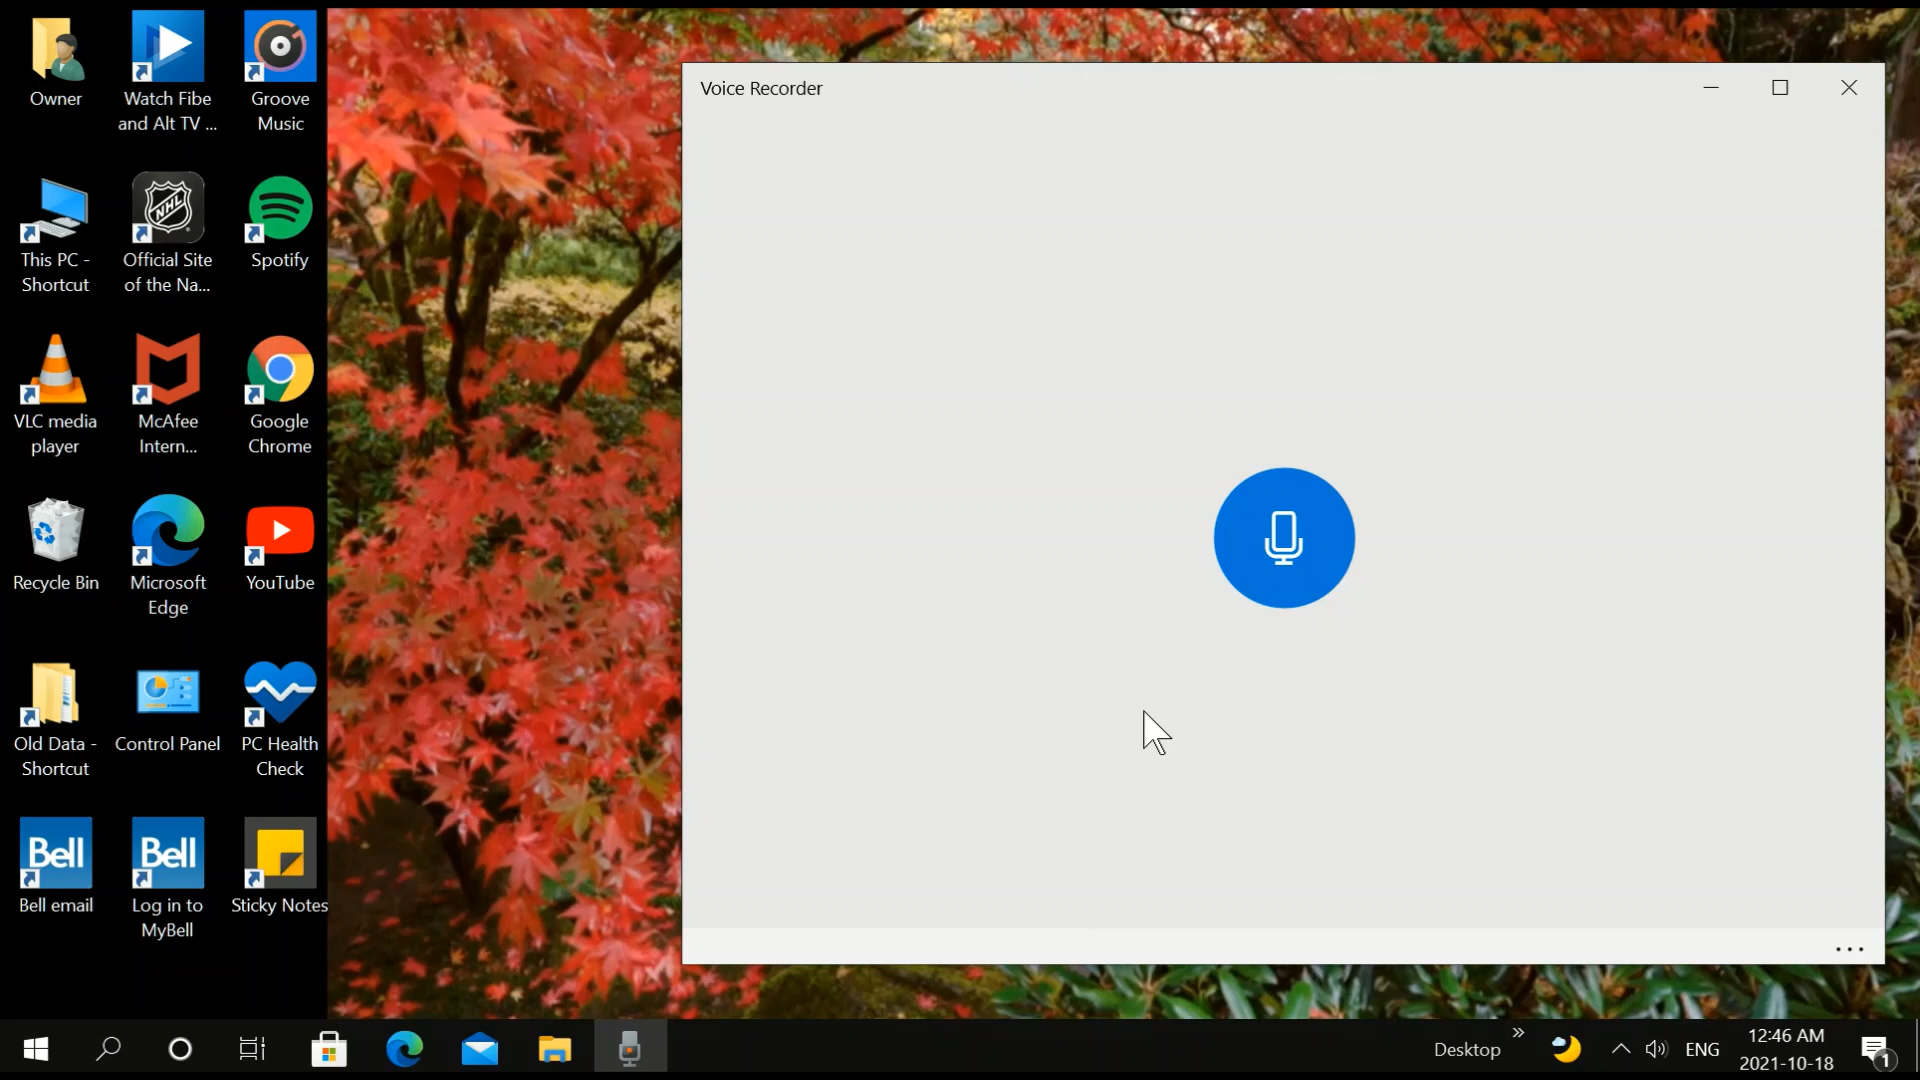 Owner
Watch Fibe
and Alt TV ...
Groove
Music
This PC -
Shortcut
NHL
Official Site
of the Na...
Spotify
VLC media
player
McAfee
Intern...
Google
Chrome
Recycle Bin
Microsoft
Edge
YouTube
Old Data -
Shortcut
Control Panel
PC Health
Check
Bell
Bell email
Bell
Log in to
MyBell
Sticky Notes
Voice Recorder
Desktop
ENG
12:46 AM
2021-10-18
1